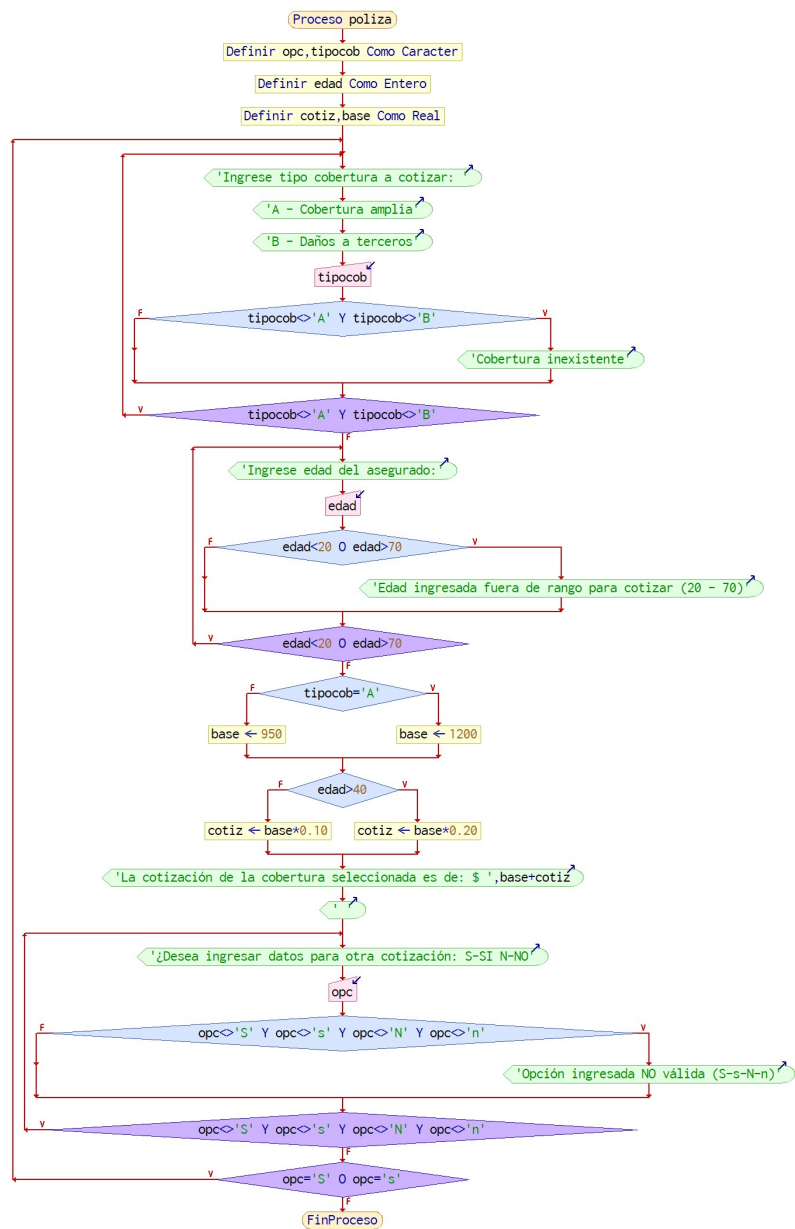 Proceso poliza
Definir opc,tipocob Como Caracter
Definir edad Como Entero
Definir cotiz,base Como Real
'Ingrese tipo cobertura a cotizar: '
'A - Cobertura amplia'
'B - Daños a terceros'
tipocob
F tipocob<>'A' Y tipocob<>'B' V
'Cobertura inexistente'
V tipocob<>'A' Y tipocob<>'B'
F
'Ingrese edad del asegurado:'
edad
F edad<20 O edad>70 V
'Edad ingresada fuera de rango para cotizar (20 - 70)'
V edad<20 O edad>70
F
F tipocob='A' V
base ← 950 base ← 1200
F edad>40 V
cotiz ← base*0.10 cotiz ← base*0.20
'La cotización de la cobertura seleccionada es de: $ ',base+cotiz
' '
'¿Desea ingresar datos para otra cotización: S-SI N-NO'
opc
F opc<>'S' Y opc<>'s' Y opc<>'N' Y opc<>'n' V
'Opción ingresada NO válida (S-s-N-n)'
V opc<>'S' Y opc<>'s' Y opc<>'N' Y opc<>'n'
F
V opc='S' O opc='s'
F
FinProceso